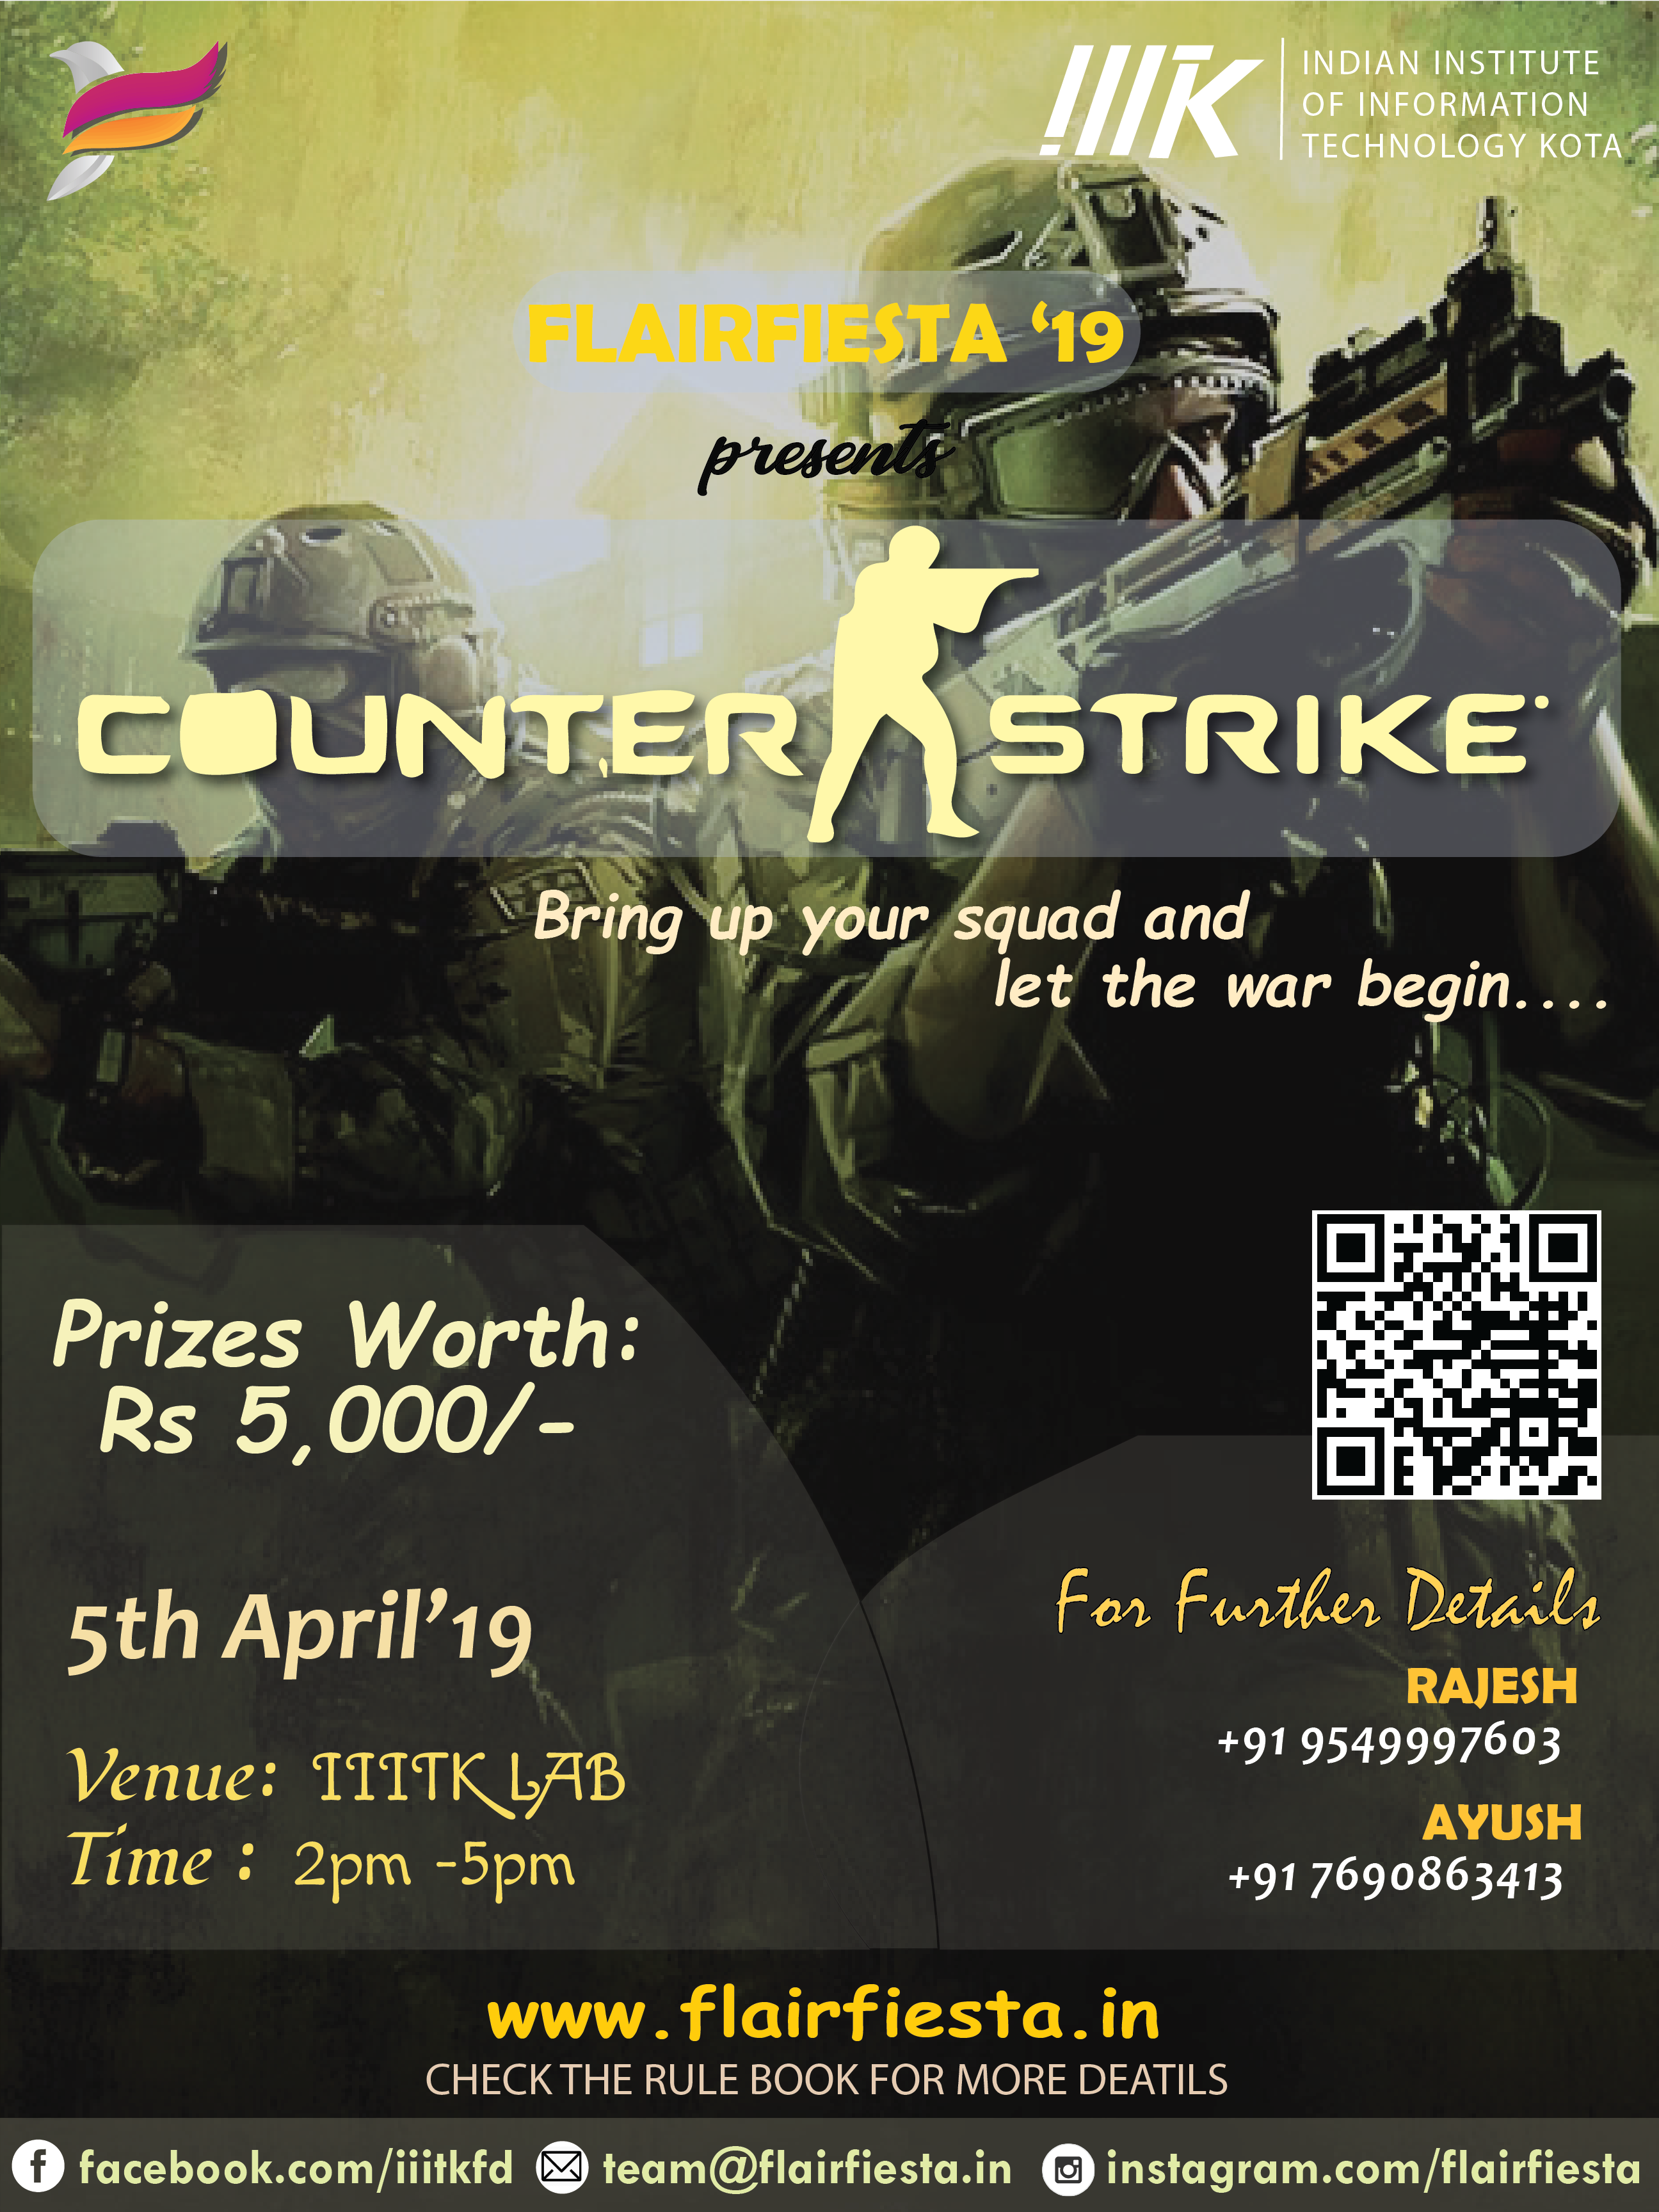 IIIK
INDIAN INSTITUTE
OF INFORMATION
TECHNOLOGY KOTA
FLAIRFIESTA ‘19
presents
COUNTER STRIKE
Bring up your squad and
let the war begin....
Prizes Worth:
Rs 5,000/-
5th April’19
Venue: IIITK LAB
Time : 2pm -5pm
For Further Details
RAJESH
+91 9549997603
AYUSH
+91 7690863413
www.flairfiesta.in
CHECK THE RULE BOOK FOR MORE DEATILS
facebook.com/iiitkfd team@flairfiesta.in instagram.com/flairfiesta